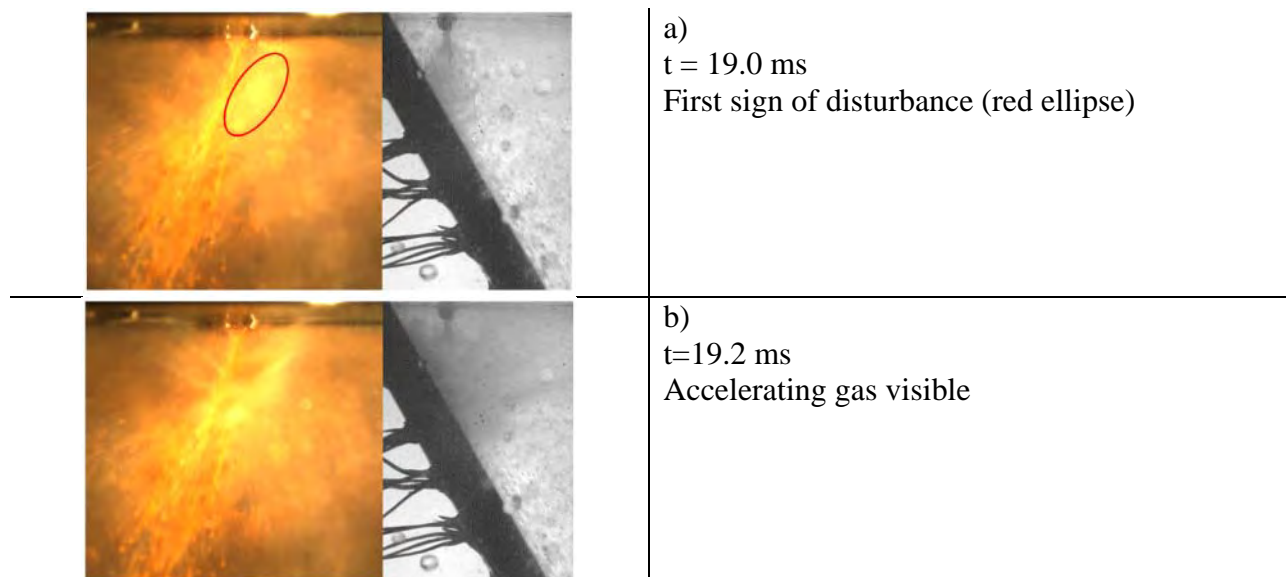 a)
t = 19.0 ms
First sign of disturbance (red ellipse)
b)
t=19.2 ms
Accelerating gas visible